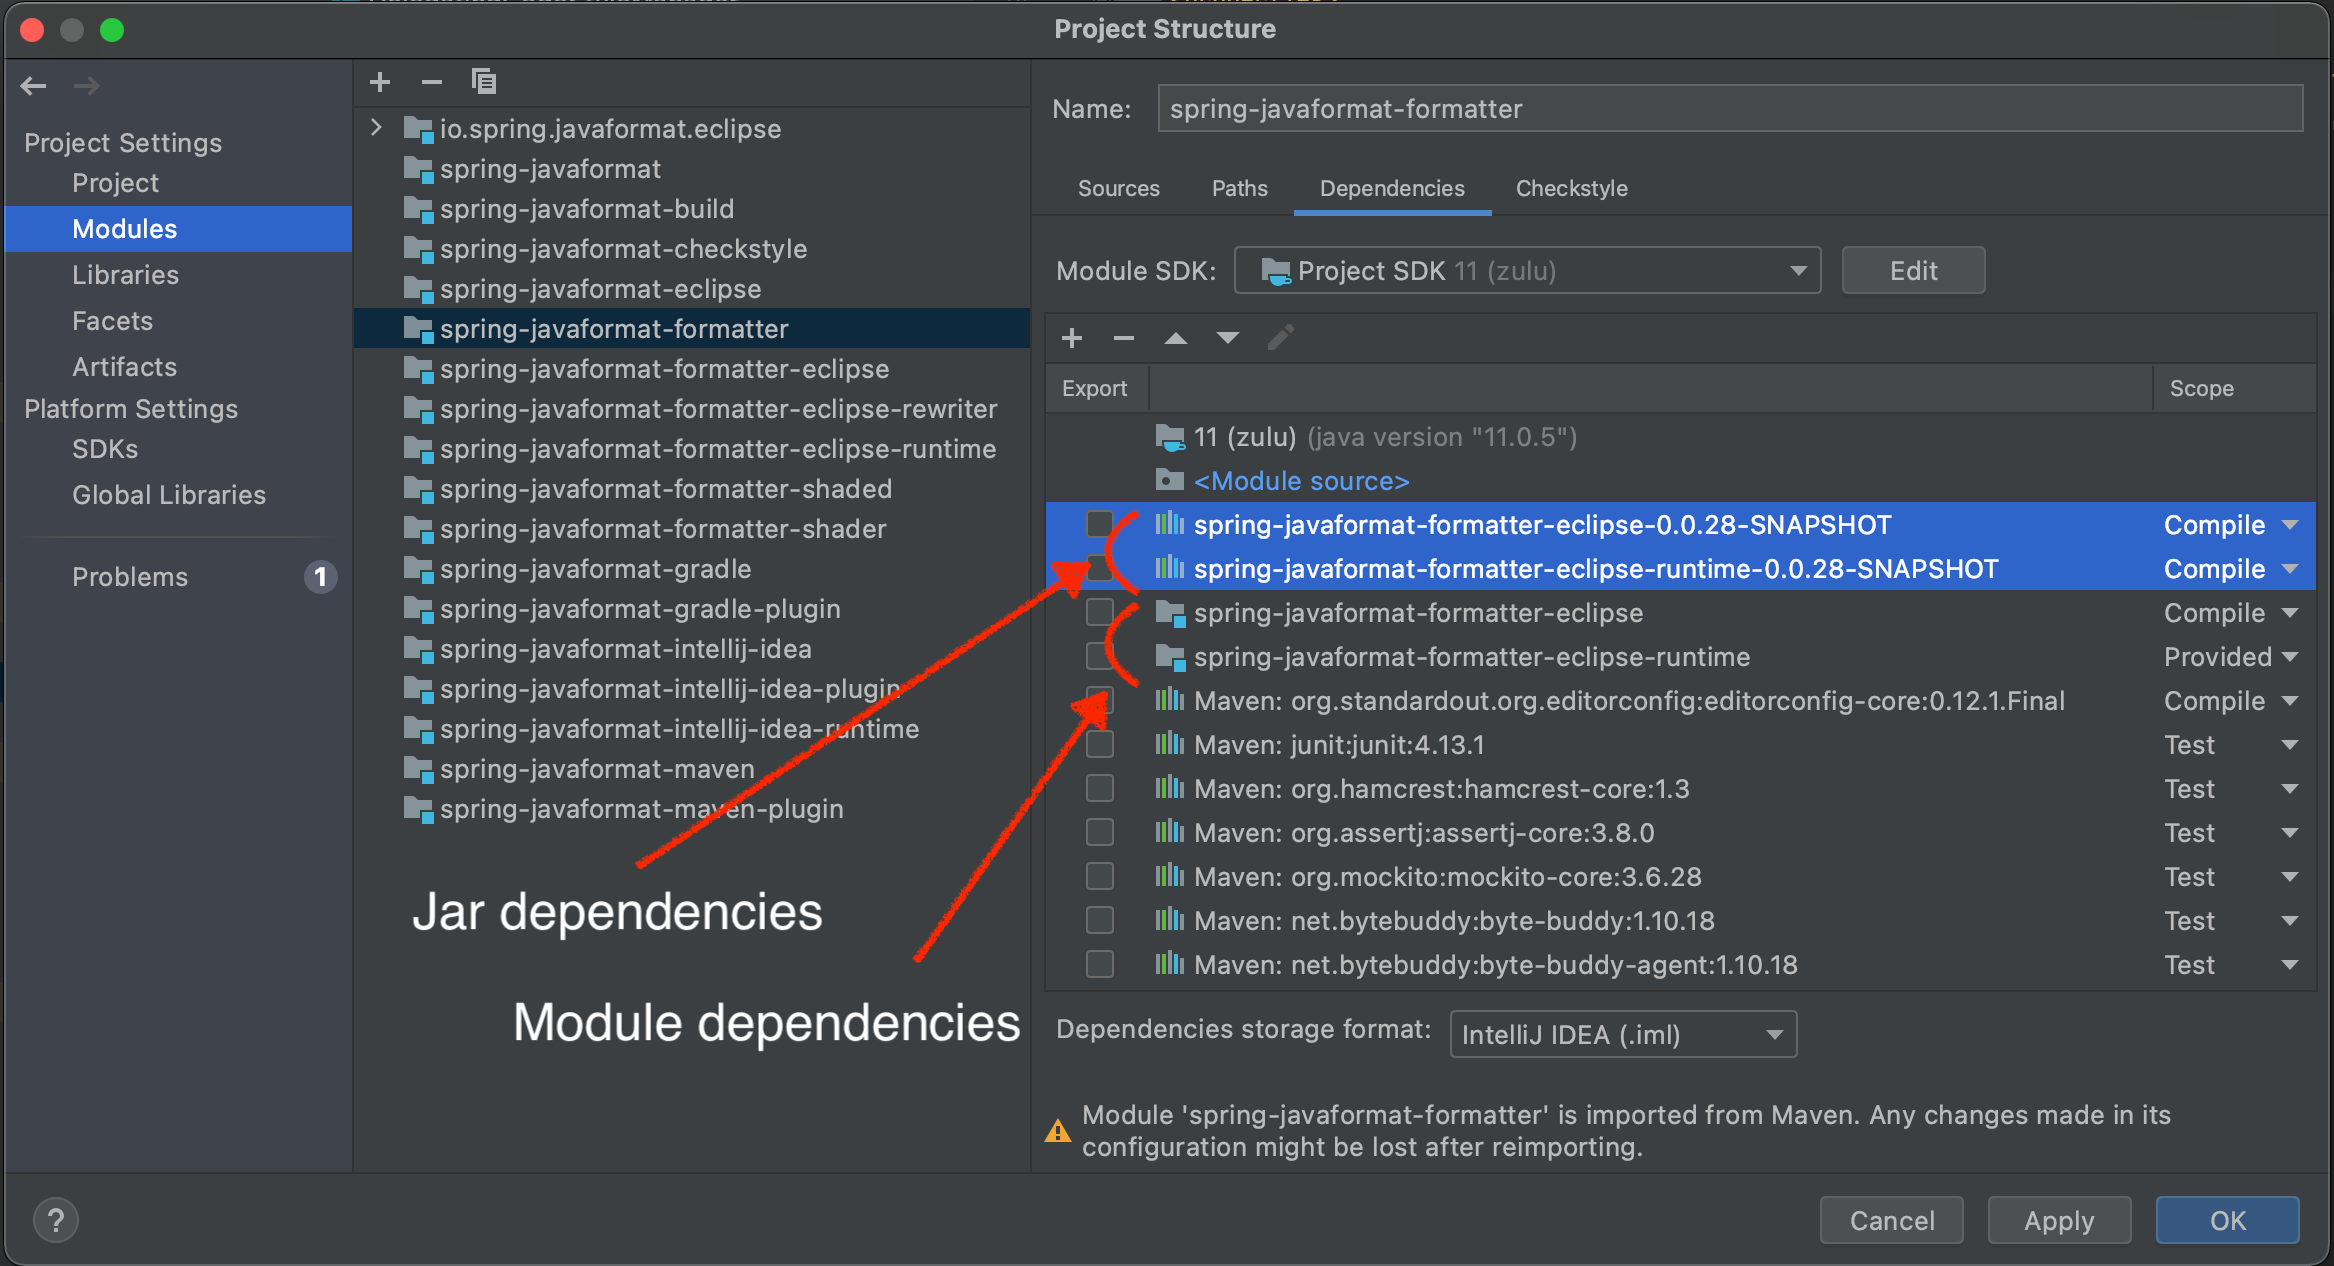 Project Structure
Project Settings
Project
Modules
Libraries
Facets
Artifacts
Platform Settings
SDKs
Global Libraries
Problems
1
io.spring.javaformat.eclipse
spring-javaformat
spring-javaformat-build
spring-javaformat-checkstyle
spring-javaformat-eclipse
spring-javaformat-formatter
spring-javaformat-formatter-eclipse
spring-javaformat-formatter-eclipse-rewriter
spring-javaformat-formatter-eclipse-runtime
spring-javaformat-formatter-shaded
spring-javaformat-formatter-shader
spring-javaformat-gradle
spring-javaformat-gradle-plugin
spring-javaformat-intellij-idea
spring-javaformat-intellij-idea-plugin
spring-javaformat-intellij-idea-runtime
spring-javaformat-maven
spring-javaformat-maven-plugin
Jar dependencies
Module dependencies
Name: spring-javaformat-formatter
Sources Paths Dependencies Checkstyle
Module SDK: Project SDK 11 (zulu) Edit
Export Scope
11 (zulu) (java version "11.0.5")
<Module source>
spring-javaformat-formatter-eclipse-0.0.28-SNAPSHOT Compile
spring-javaformat-formatter-eclipse-runtime-0.0.28-SNAPSHOT Compile
spring-javaformat-formatter-eclipse Compile
spring-javaformat-formatter-eclipse-runtime Provided
Maven: org.standardout.org.editorconfig:editorconfig-core:0.12.1.Final Compile
Maven: junit:junit:4.13.1 Test
Maven: org.hamcrest:hamcrest-core:1.3 Test
Maven: org.assertj:assertj-core:3.8.0 Test
Maven: org.mockito:mockito-core:3.6.28 Test
Maven: net.bytebuddy:byte-buddy:1.10.18 Test
Maven: net.bytebuddy:byte-buddy-agent:1.10.18 Test
Dependencies storage format: IntelliJ IDEA (.iml)
Module 'spring-javaformat-formatter' is imported from Maven. Any changes made in its
configuration might be lost after reimporting.
? Cancel Apply OK